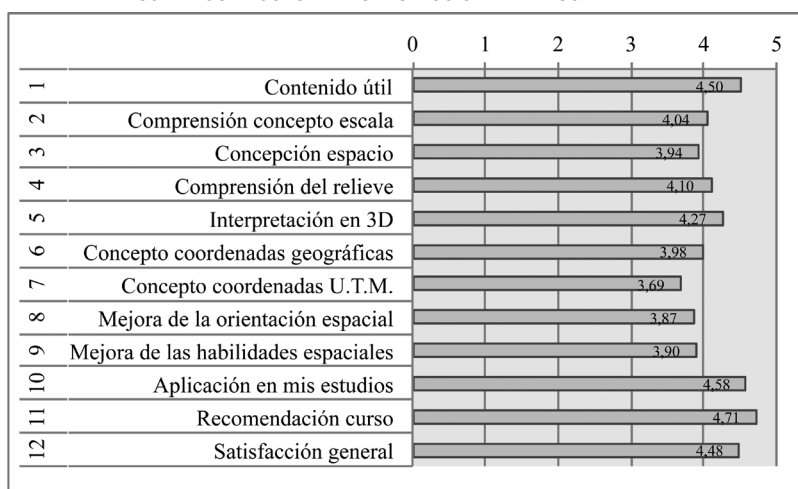 0 1 2 3 4 5
1 Contenido útil 4,50
2 Comprensión concepto escala 4,04
3 Concepción espacio 3,94
4 Comprensión del relieve 4,10
5 Interpretación en 3D 4,27
6 Concepto coordenadas geográficas 3,98
7 Concepto coordenadas U.T.M. 3,69
8 Mejora de la orientación espacial 3,87
9 Mejora de las habilidades espaciales 3,90
10 Aplicación en mis estudios 4,58
11 Recomendación curso 4,71
12 Satisfacción general 4,48